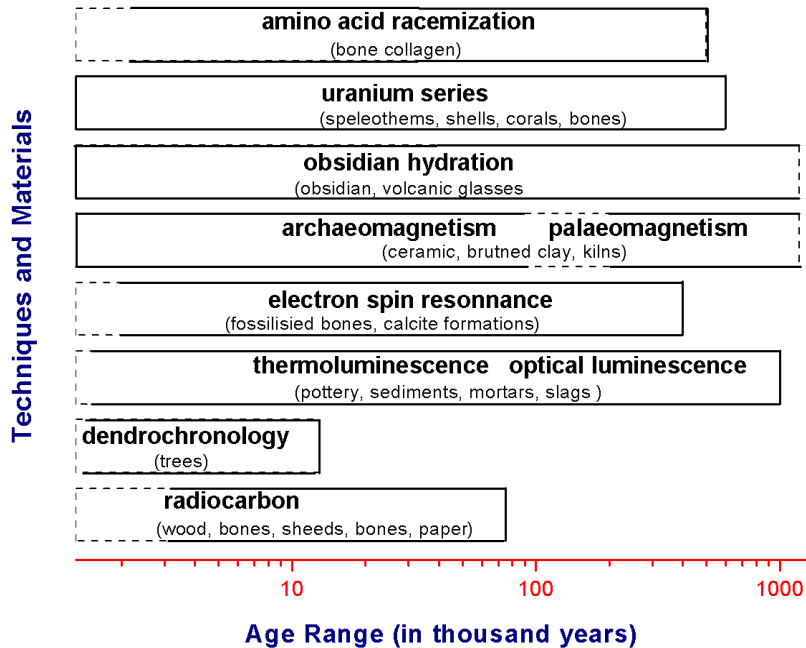 amino acid racemization
(bone collagen)
uranium series
(speleothems, shells, corals, bones)
obsidian hydration
(obsidian, volcanic glasses
archaeomagnetism palaeomagnetism
(ceramic, brutned clay, kilns)
electron spin resonnance
(fossilisied bones, calcite formations)
thermoluminescence optical luminescence
(pottery, sediments, mortars, slags )
dendrochronology
(trees)
radiocarbon
(wood, bones, sheeds, bones, paper)
Techniques and Materials
10 100 1000
Age Range (in thousand years)